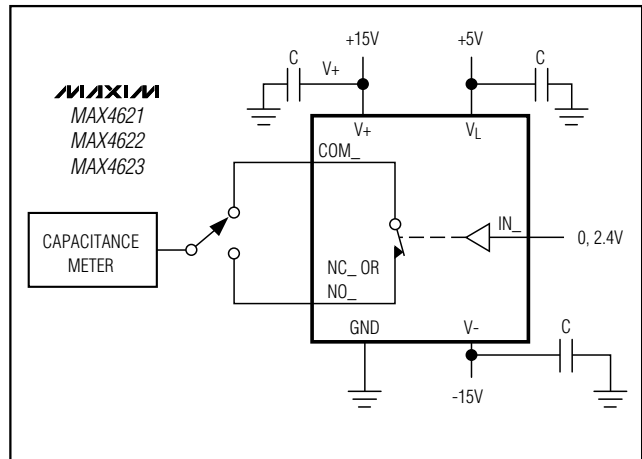 +15V
+5V
C
V+
C
MAXIM
MAX4621
MAX4622
MAX4623
V+
VL
COM_
CAPACITANCE
METER
IN_
0, 2.4V
NC_ OR
NO_
GND
V-
C
-15V